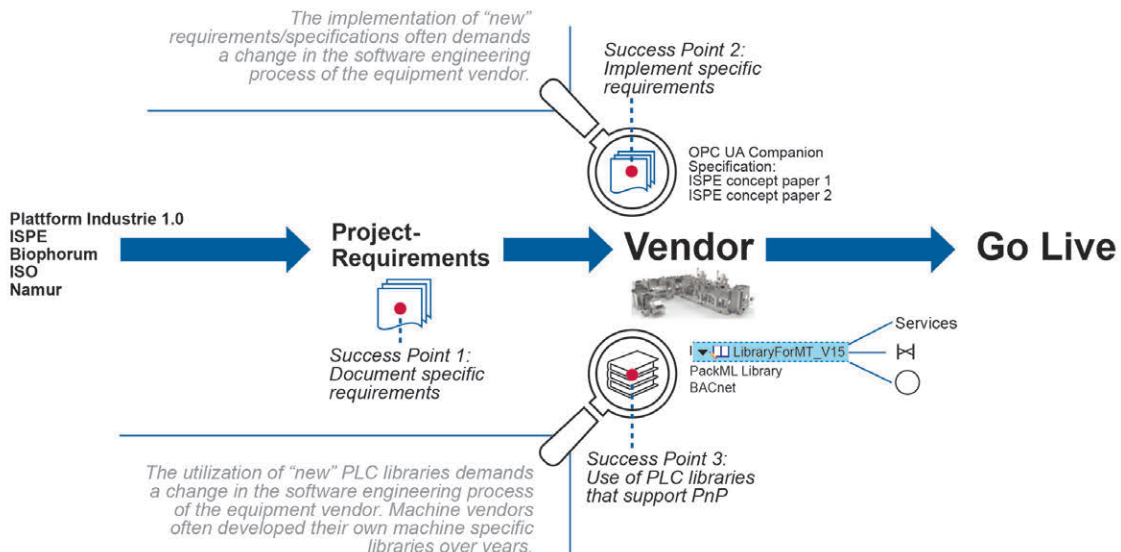 The implementation of “new”
requirements/specifications often demands
a change in the software engineering
process of the equipment vendor.
Success Point 2:
Implement specific
requirements
OPC UA Companion
Specification:
ISPE concept paper 1
ISPE concept paper 2
Plattform Industrie 1.0
ISPE
Biophorum
ISO
Namur
Project-
Requirements
Vendor
Go Live
Success Point 1:
Document specific
requirements
Services
LibraryForMT_V15
PackML Library
BACnet
Success Point 3:
Use of PLC libraries
that support PnP
The utilization of “new” PLC libraries demands
a change in the software engineering process
of the equipment vendor. Machine vendors
often developed their own machine specific
libraries over years.